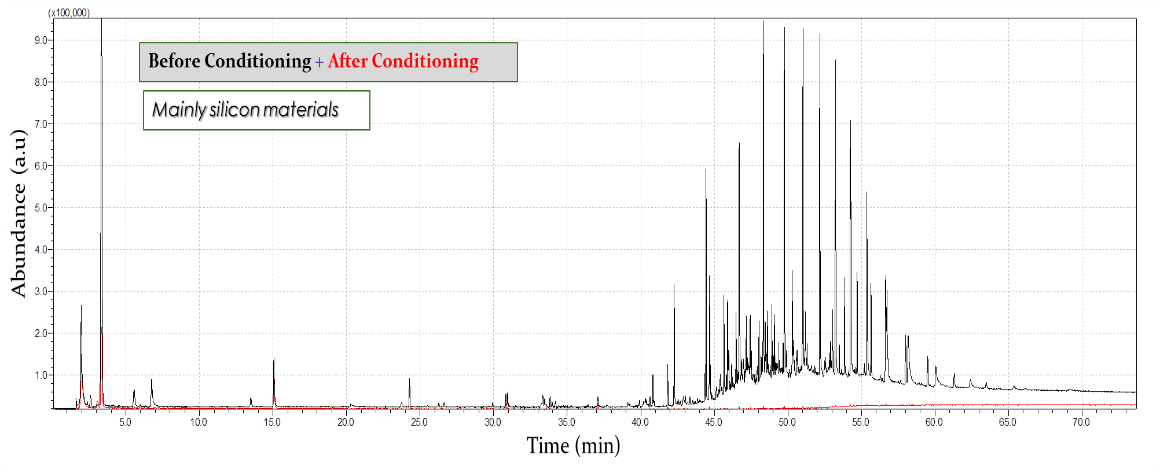 (x100,000)
Before Conditioning + After Conditioning
Mainly silicon materials
Abundance (a.u)
9.0
8.0
7.0
6.0
5.0
4.0
3.0
2.0
1.0
5.0 10.0 15.0 20.0 25.0 30.0 35.0 40.0 45.0 50.0 55.0 60.0 65.0 70.0
Time (min)